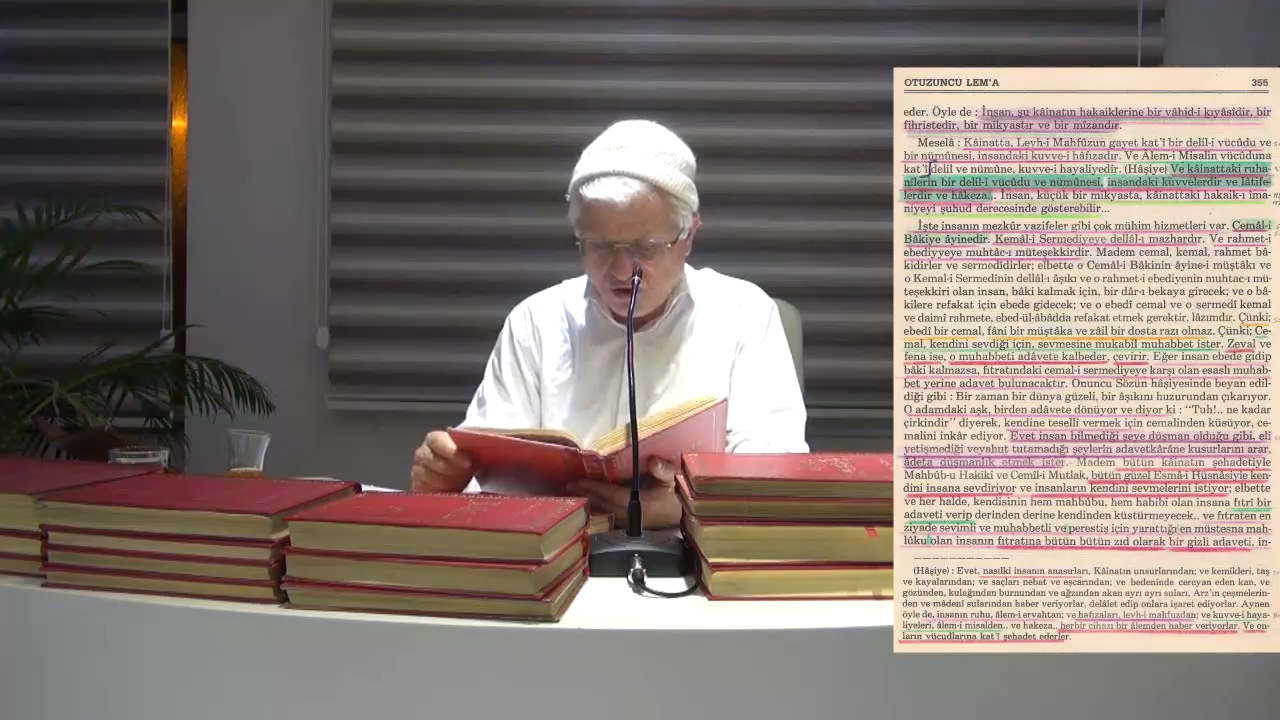 OTUZUNCU LEM'A 355
eder. Öyle de : İnsan, şu kâinatın hakaiklerine bir vâhid-i kıyâsîdir, bir
fihristedir, bir mikyastır ve bir mîzandır.
Meselâ : Kâinatta, Levh-i Mahfûzun gayet kat'î bir delîl-i vücûdu ve
bir nümûnesi, insandaki kuvve-i hâfızadır. Ve Âlem-i Misalin vücûduna
kat'î delil ve nümûne, kuvve-i hayaliyedir. (Hâşiye) Ve kâinattaki ruha-
nîlerin bir delîl-i vücûdu ve nümûnesi, insandaki kuvvelerdir ve lâtife-
lerdir ve hâkeza.. İnsan, küçük bir mikyasta, kâinattaki hakaik-ı ima-
niyeyi şuhud derecesinde gösterebilir...
İşte insanın mezkûr vazifeler gibi çok mühim hizmetleri var. Cemâl-i
Bâkiye âyinedir. Kemâl-i Sermediyeye dellâl-ı mazhardır. Ve rahmet-i
ebediyyeye muhtâc-ı müteşekkirdir. Madem cemal, kemal, rahmet bâ-
kidirler ve sermedîdirler; elbette o Cemâl-i Bâkinin âyine-i müştâkı ve
o Kemal-i Sermedînin dellâl-ı âşıkı ve o rahmet-i ebediyenin muhtac-ı mü-
teşekkiri olan insan, bâki kalmak için, bir dâr-ı bekaya girecek; ve o bâ-
kilere refakat için ebede gidecek; ve o ebedî cemal ve o sermedî kemal
ve daimî rahmete, ebed-ül-âbâdda refakat etmek gerektir, lâzımdır. Çünki;
ebedî bir cemal, fâni bir müştâka ve zâil bir dosta razı olmaz. Çünki; Ce-
mal, kendini sevdiği için, sevmesine mukabil muhabbet ister. Zeval ve
fena ise, o muhabbeti adâvete kalbeder, çevirir. Eğer insan ebede gidip
bâki kalmazsa, fıtratındaki cemal-i sermediyeye karşı olan esaslı muhab-
bet yerine adavet bulunacaktır. Onuncu Sözün hâşiyesinde beyan edil-
diği gibi : Bir zaman bir dünya güzeli, bir âşıkını huzurundan çıkarıyor.
O adamdaki aşk, birden adâvete dönüyor ve diyor ki : "Tuh!.. ne kadar
çirkindir" diyerek, kendine teselli vermek için cemalinden küsüyor, ce-
malini inkâr ediyor. Evet insan bilmediği şeye düşman olduğu gibi, eli
yetişmediği veyahut tutamadığı şeylerin adavetkârane kusurlarını arar,
âdeta düşmanlık etmek ister. Madem bütün kâinatın şehadetiyle
Mahbûb-u Hakikî ve Cemîl-i Mutlak, bütün güzel Esmâ-i Hüsnâsiyle ken-
dini insana sevdiriyor ve insanların kendini sevmelerini istiyor; elbette
ve her halde, kendisinin hem mahbûbu, hem habîbi olan insana fıtrî bir
adaveti verip derinden derine kendinden küstürmeyecek.. ve fıtraten en
ziyade sevimli ve muhabbetli ve perestiş için yarattığı en müstesna mah-
lûku olan insanın fıtratına bütün bütün zıd olarak bir gizli adaveti, in-
(Hâşiye) : Evet, nasılki insanın anasırları, Kâinatın unsurlarından; ve kemikleri, taş
ve kayalarından; ve saçları nebat ve eşcarından; ve bedeninde cereyan eden kan, ve
gözünden, kulağından burnundan ve ağzından akan ayrı ayrı suları, Arz'ın çeşmelerin-
den ve mâdenî sularından haber veriyorlar, delâlet edip onlara işaret ediyorlar. Aynen
öyle de, insanın ruhu, âlem-i ervahtan; ve hafızaları, levh-i mahfuzdan; ve kuvve-i haya-
liyeleri, âlem-i misalden.. ve hakeza.. herbir cihazı bir âlemden haber veriyorlar. Ve on-
ların vücudlarına kat'î şehadet ederler.